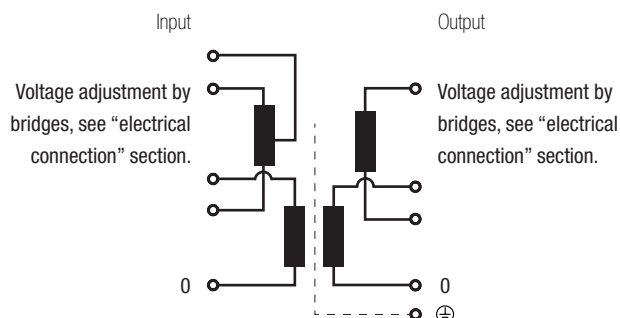 Input
Output
Voltage adjustment by
bridges, see “electrical
connection” section.
Voltage adjustment by
bridges, see “electrical
connection” section.
0
0